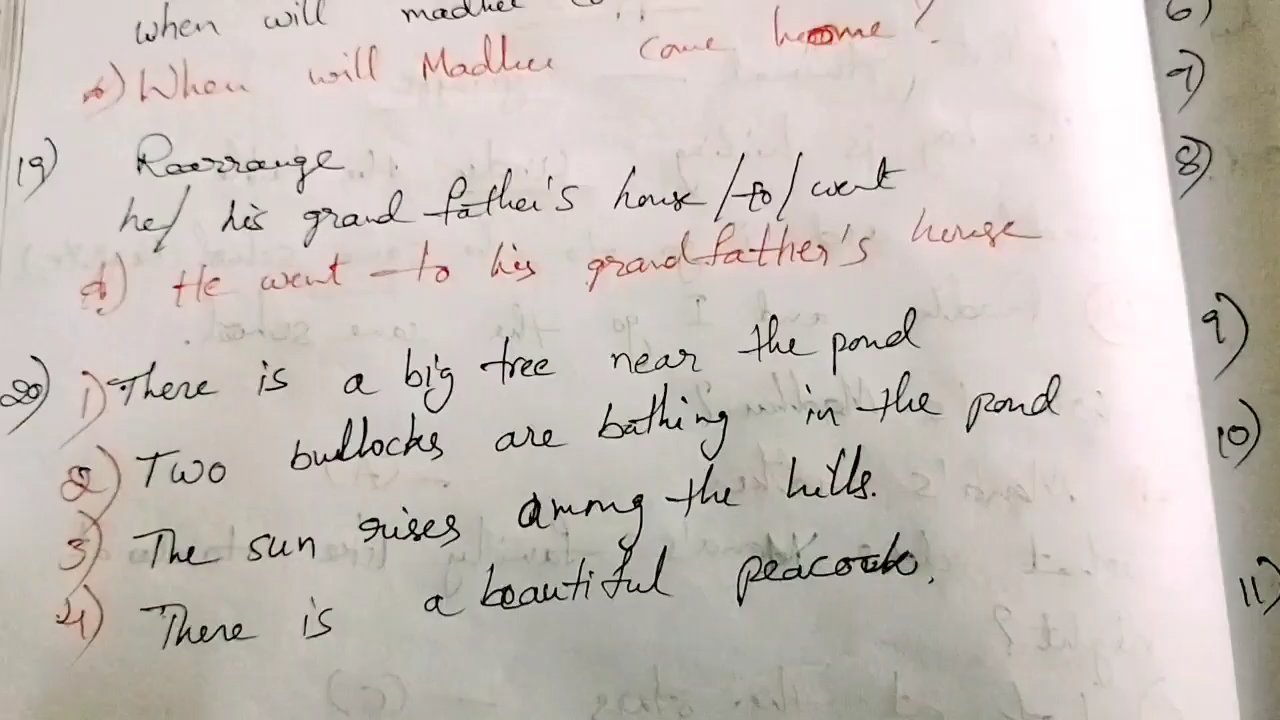 when will madhu
A) When will Madhu come home?
19) Rearrange
he/ his grand father's house/to/went
A) He went to his grandfather's house
20) 1) There is a big tree near the pond
2) Two bullocks are bathing in the pond
3) The sun rises among the hills.
4) There is a beautiful peacock.
6)
7)
8)
9)
10)
11)